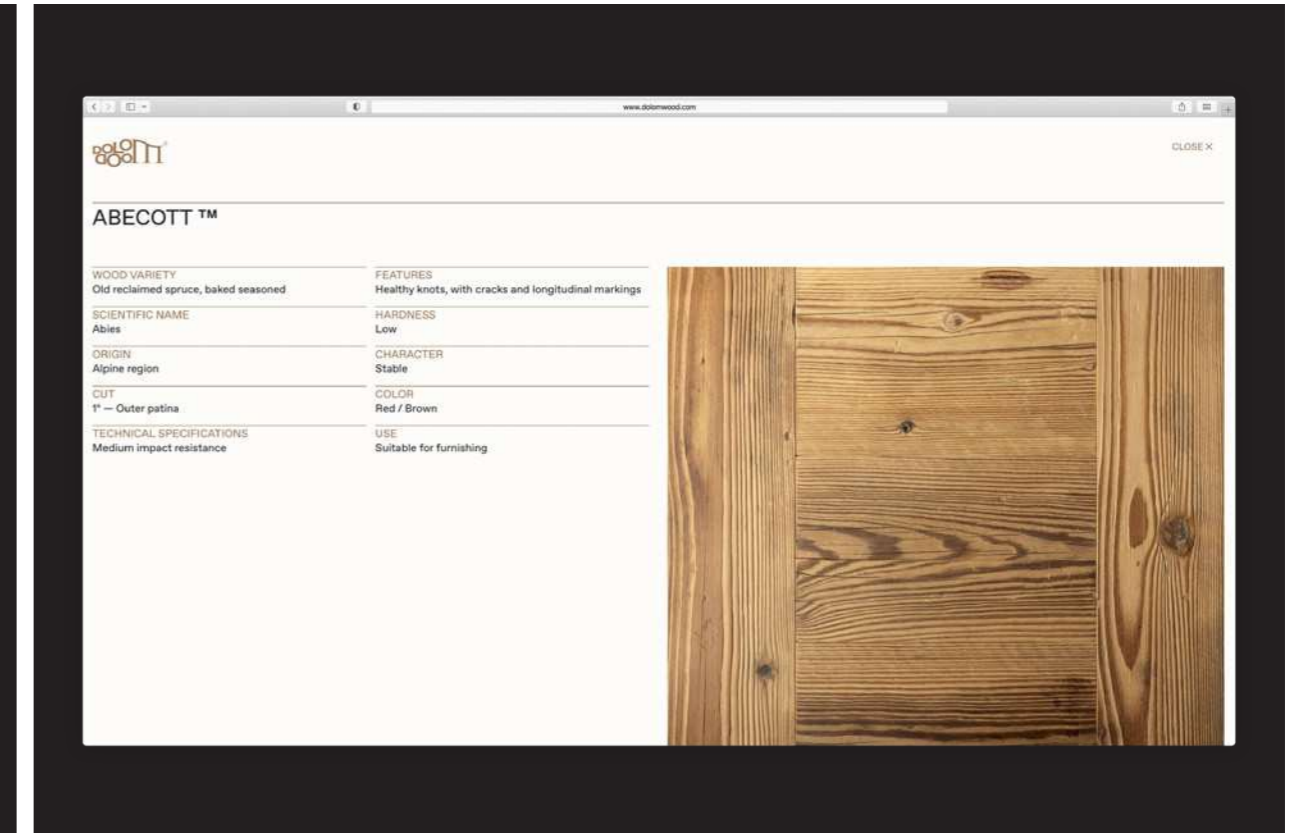 www.dolomwood.com
DOLOM
WOOD
CLOSE ×
ABECOTT ™
WOOD VARIETY
Old reclaimed spruce, baked seasoned
FEATURES
Healthy knots, with cracks and longitudinal markings
SCIENTIFIC NAME
Abies
HARDNESS
Low
ORIGIN
Alpine region
CHARACTER
Stable
CUT
1° — Outer patina
COLOR
Red / Brown
TECHNICAL SPECIFICATIONS
Medium impact resistance
USE
Suitable for furnishing